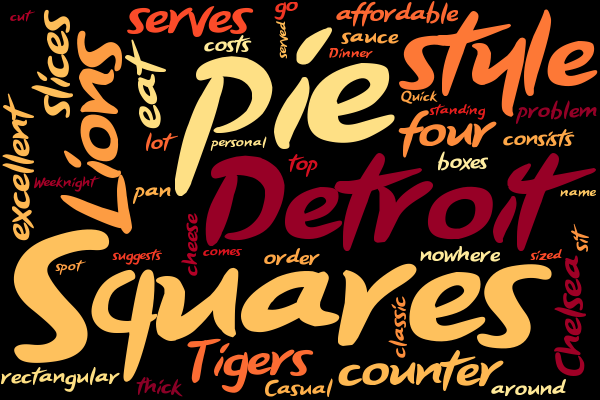 cut
serves
go
affordable
slices
costs
served
sauce
Dinner
style
Lions
eat
pie
Quick
standing
problem
excellent
lot
personal
four
consists
Weeknight
pan
top
boxes
name
Detroit
cheese
comes
nowhere
sized
sit
spot
suggests
order
Squares
classic
Chelsea
Tigers
counter
rectangular
thick
Casual
around